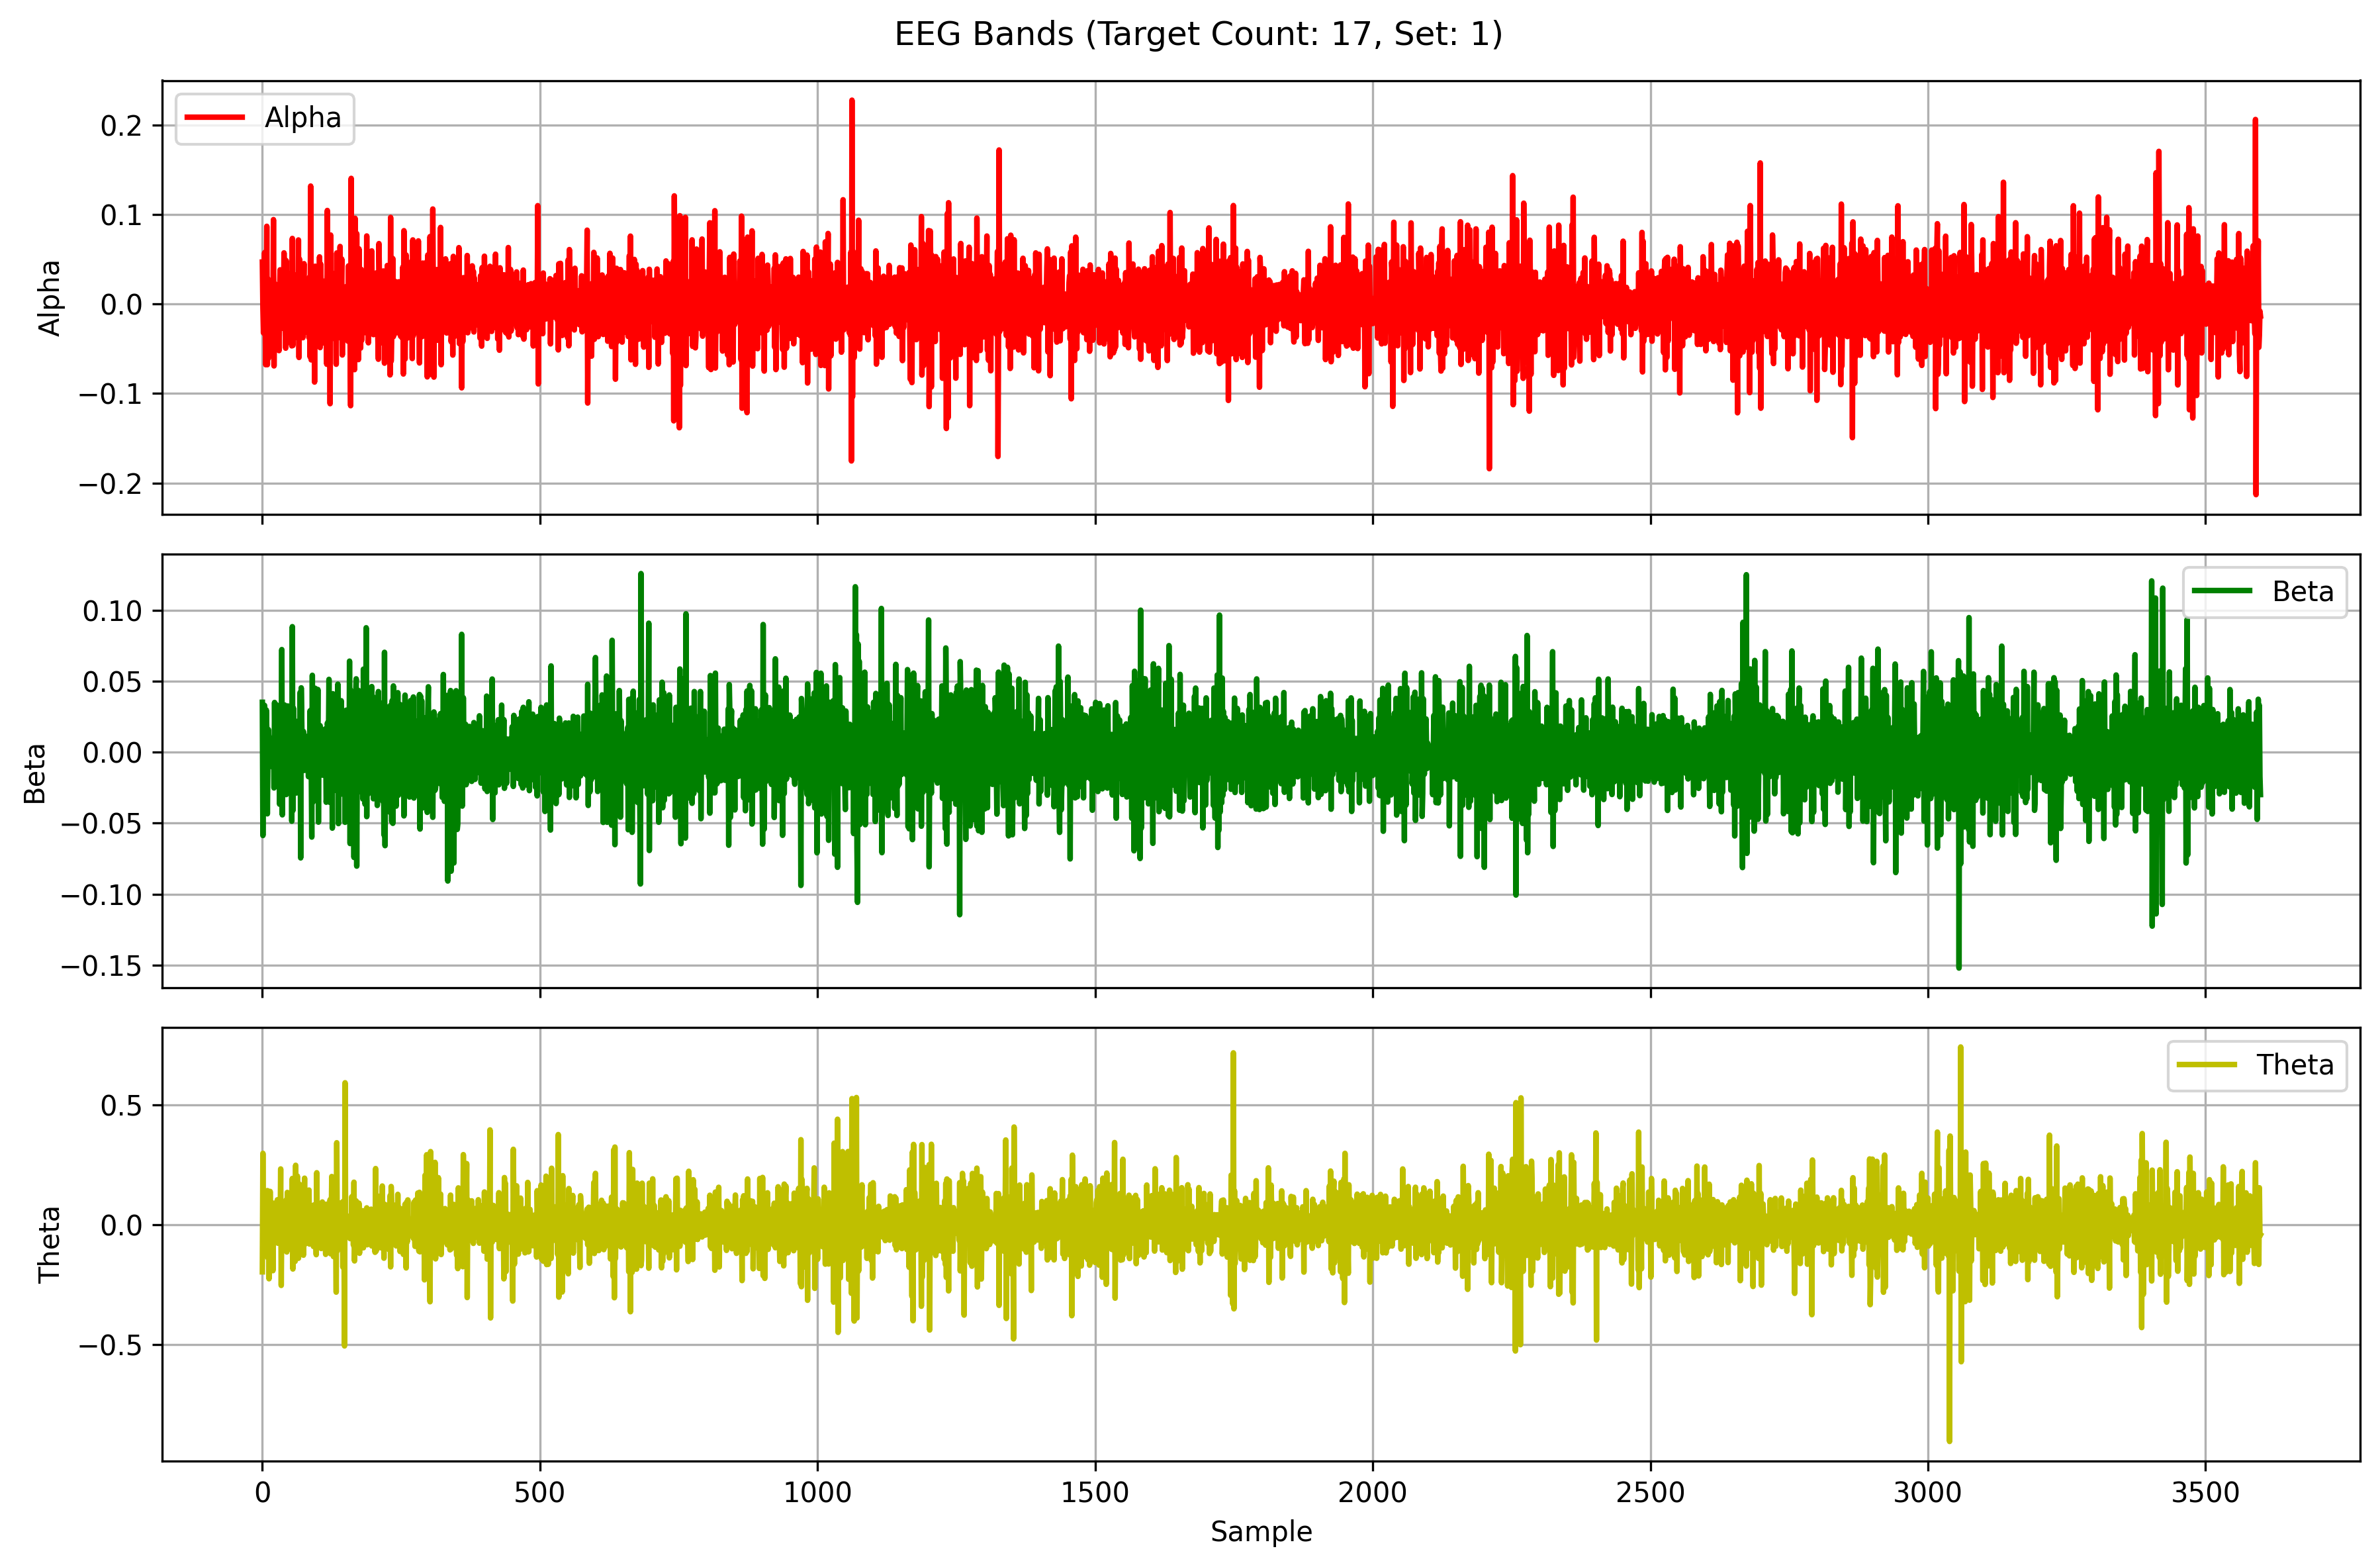 EEG Bands (Target Count: 17, Set: 1)
Alpha
0.2
0.1
0.0
−0.1
−0.2
Alpha
Beta
0.10
0.05
0.00
−0.05
−0.10
−0.15
Beta
Theta
0.5
0.0
−0.5
Theta
0 500 1000 1500 2000 2500 3000 3500
Sample